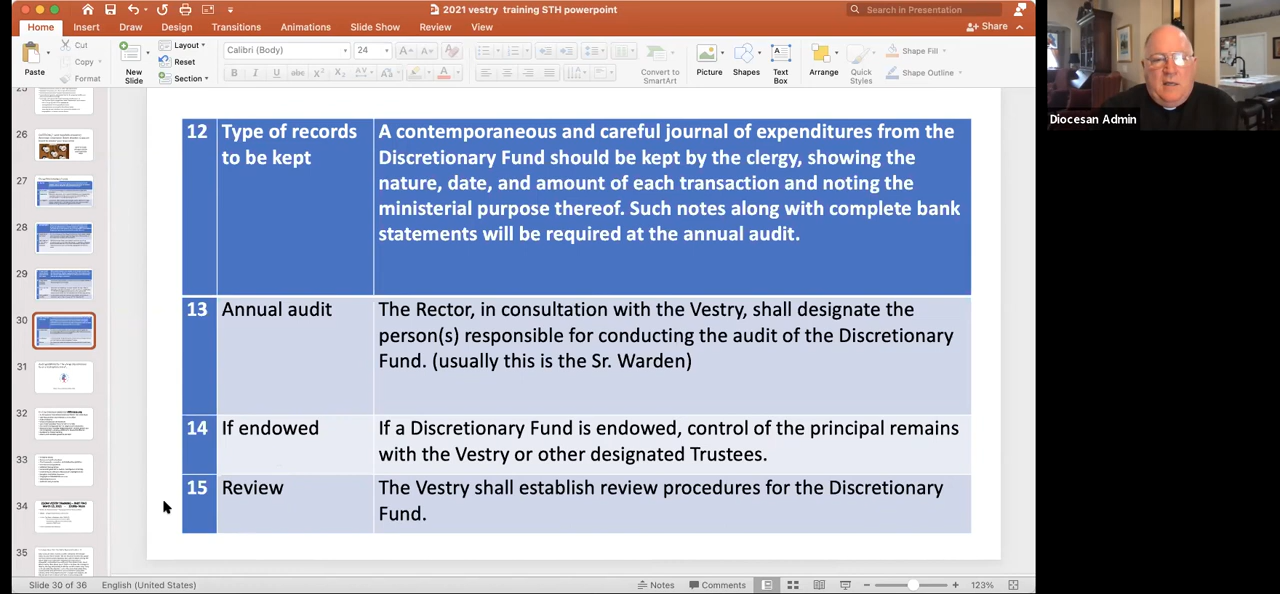 2021 vestry  training STH powerpoint
Search in Presentation
Home
Insert
Draw
Design
Transitions
Animations
Slide Show
Review
View
Share
Paste
Cut
Copy
Format
New
Slide
Layout
Reset
Section
Calibri (Body)
24
Convert to
SmartArt
Picture
Shapes
Text
Box
Arrange
Quick
Styles
Shape Fill
Shape Outline
26
27
28
29
30
31
32
33
34
35
12
Type of records
to be kept
A contemporaneous and careful journal of expenditures from the
Discretionary Fund should be kept by the clergy, showing the
nature, date, and amount of each transaction and noting the
ministerial purpose thereof. Such notes along with complete bank
statements will be required at the annual audit.
13
Annual audit
The Rector, in consultation with the Vestry, shall designate the
person(s) responsible for conducting the audit of the Discretionary
Fund. (usually this is the Sr. Warden)
14
If endowed
If a Discretionary Fund is endowed, control of the principal remains
with the Vestry or other designated Trustees.
15
Review
The Vestry shall establish review procedures for the Discretionary
Fund.
Slide 30 of 36
English (United States)
Notes
Comments
123%
Diocesan Admin